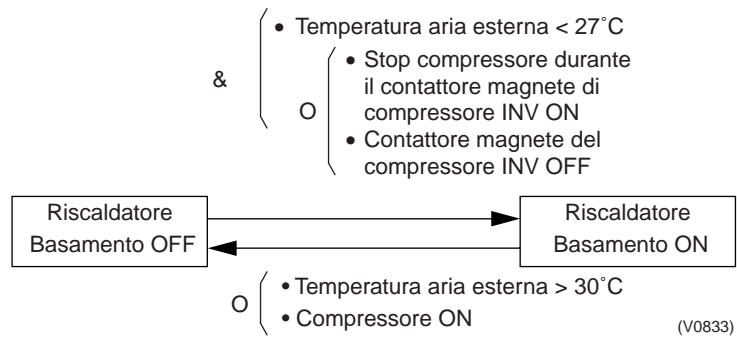 • Temperatura aria esterna < 27˚C
&
O
• Stop compressore durante
il contattore magnete di
compressore INV ON
• Contattore magnete del
compressore INV OFF
Riscaldatore
Basamento OFF
Riscaldatore
Basamento ON
O
• Temperatura aria esterna > 30˚C
• Compressore ON
(V0833)